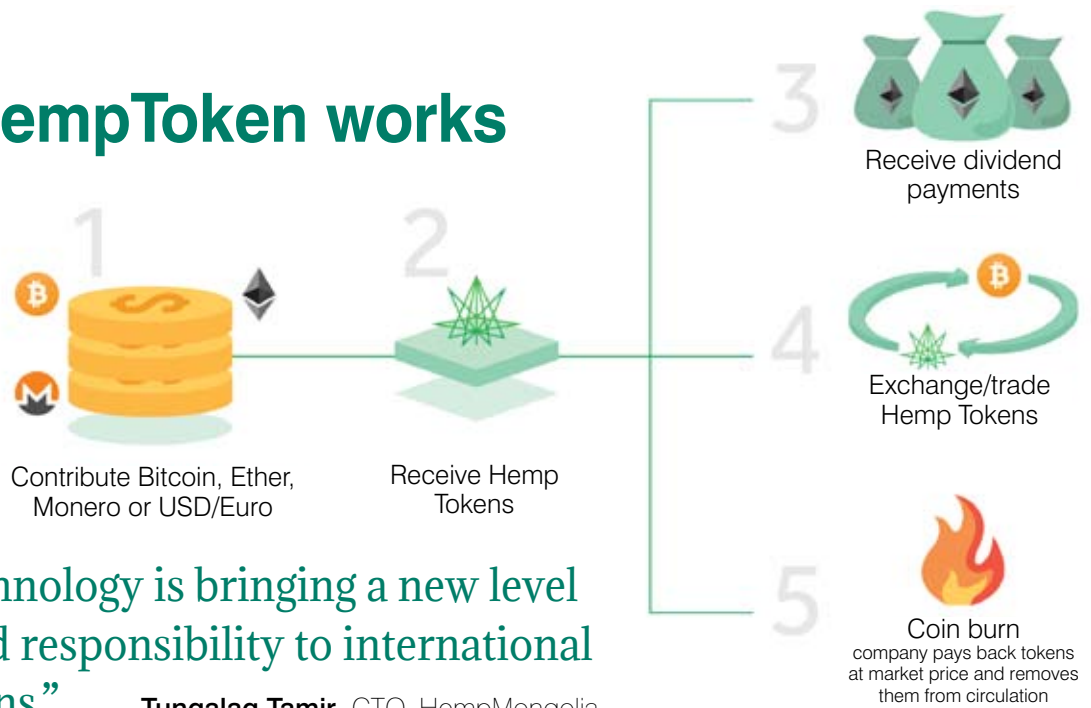 empToken works
1
Contribute Bitcoin, Ether,
Monero or USD/Euro
2
Receive Hemp
Tokens
3
Receive dividend
payments
4
Exchange/trade
Hemp Tokens
5
Coin burn
company pays back tokens
at market price and removes
them from circulation
hnology is bringing a new level
d responsibility to international
ns.” Tungalag Tamir, CTO, HempMongolia